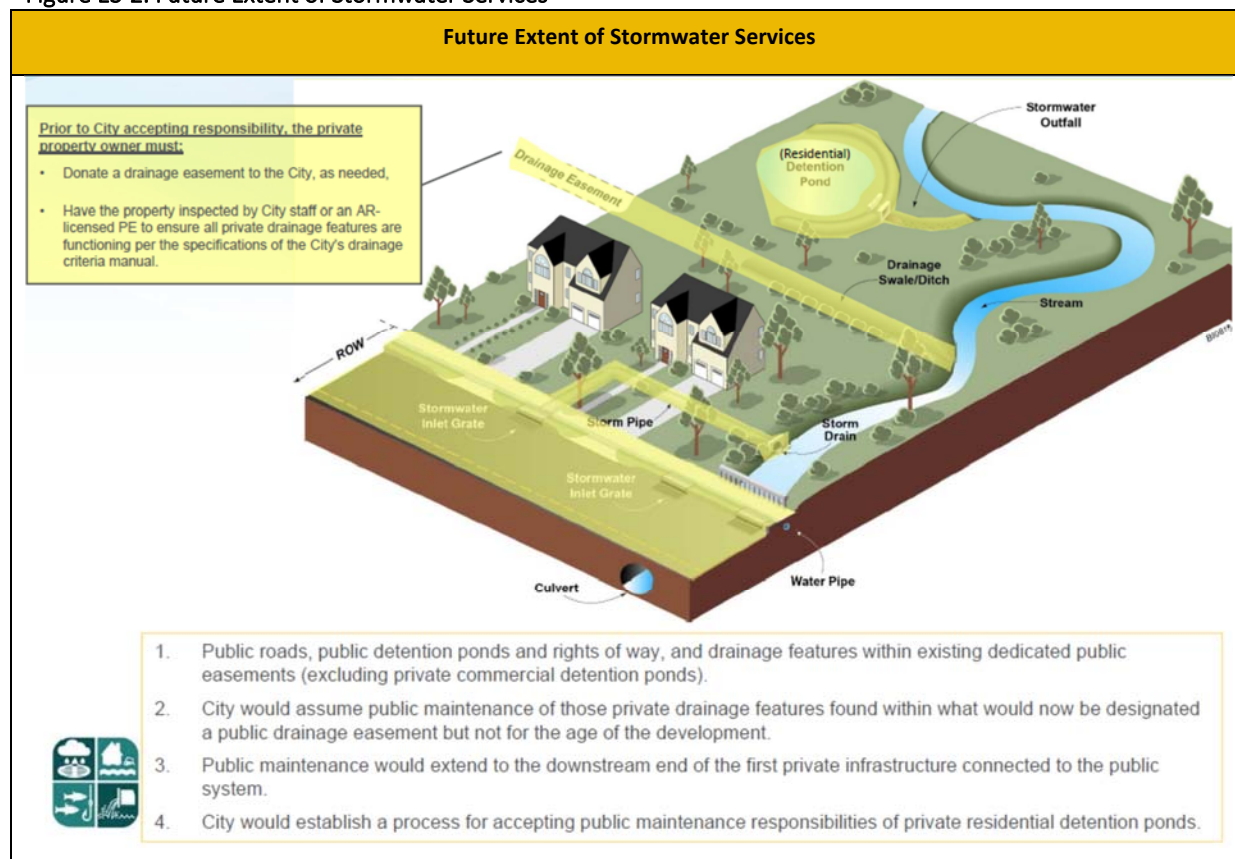 Figure ES-2: Future Extent of Stormwater Services
Future Extent of Stormwater Services
Prior to City accepting responsibility, the private
property owner must:
• Donate a drainage easement to the City, as needed,
• Have the property inspected by City staff or an AR-
licensed PE to ensure all private drainage features are
functioning per the specifications of the City's drainage
criteria manual.
Drainage Easement
(Residential)
Detention
Pond
Stormwater
Outfall
Drainage
Swale/Ditch
Stream
ROW
Stormwater
Inlet Grate
Storm Pipe
Storm
Drain
Stormwater
Inlet Grate
Water Pipe
Culvert
1. Public roads, public detention ponds and rights of way, and drainage features within existing dedicated public
easements (excluding private commercial detention ponds).
2. City would assume public maintenance of those private drainage features found within what would now be designated
a public drainage easement but not for the age of the development.
3. Public maintenance would extend to the downstream end of the first private infrastructure connected to the public
system.
4. City would establish a process for accepting public maintenance responsibilities of private residential detention ponds.